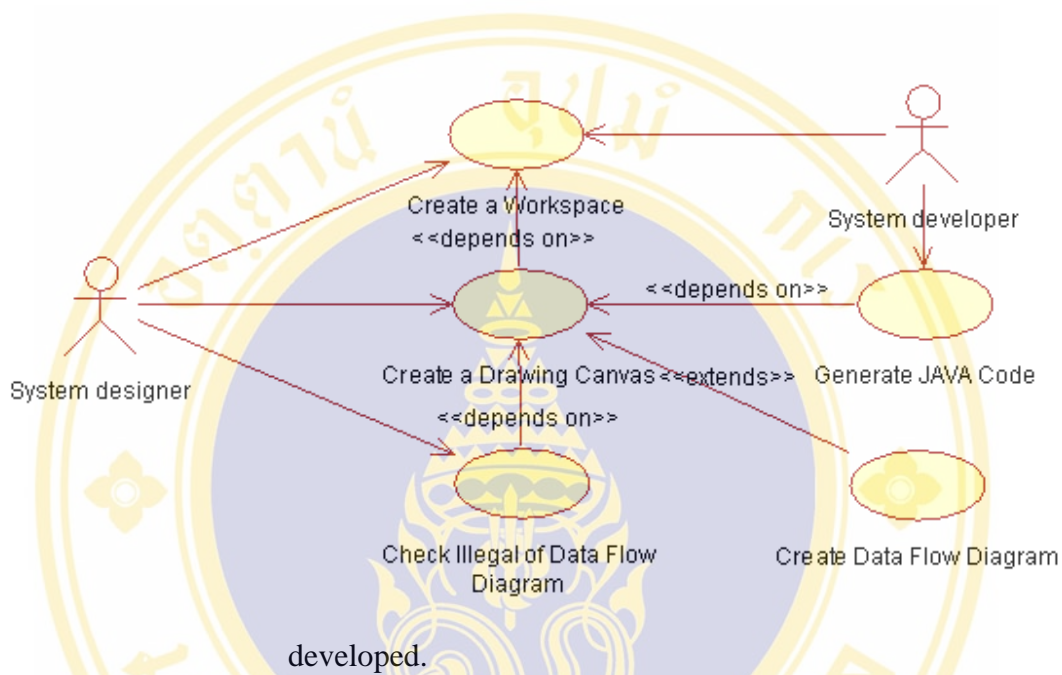 Create a Workspace
<<depends on>>
System developer
<<depends on>>
System designer
Create a Drawing Canvas
<<extends>>
Generate JAVA Code
<<depends on>>
Check Illegal of Data Flow
Diagram
Create Data Flow Diagram
developed.